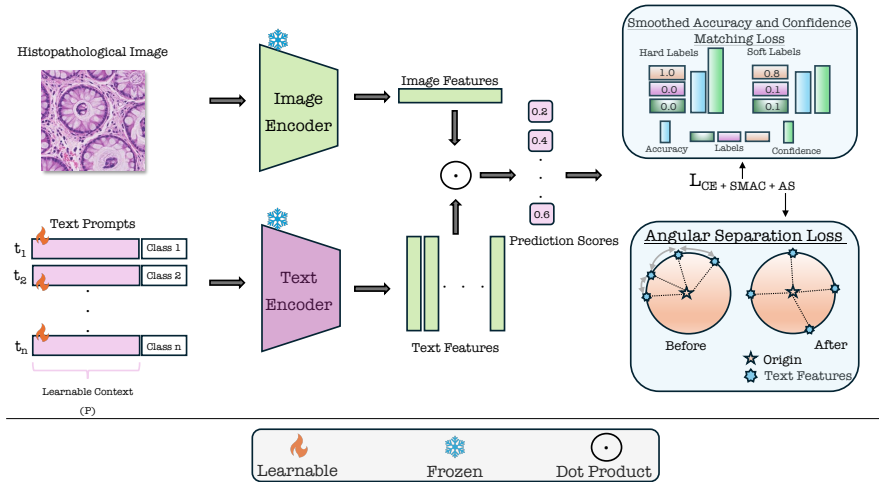 Histopathological Image
Image
Encoder
Image Features
0.2
0.4
.
.
0.6
Prediction Scores
Smoothed Accuracy and Confidence
Matching Loss
Hard Labels
Soft Labels
1.0
0.0
0.0
0.8
0.1
0.1
Accuracy
Labels
Confidence
L CE + SMAC + AS
Text Prompts
t1
Class 1
t2
Class 2
.
.
.
tn
Class n
Learnable Context
(P)
Text
Encoder
. . .
Text Features
Angular Separation Loss
Before
After
Origin
Text Features
Learnable
Frozen
Dot Product